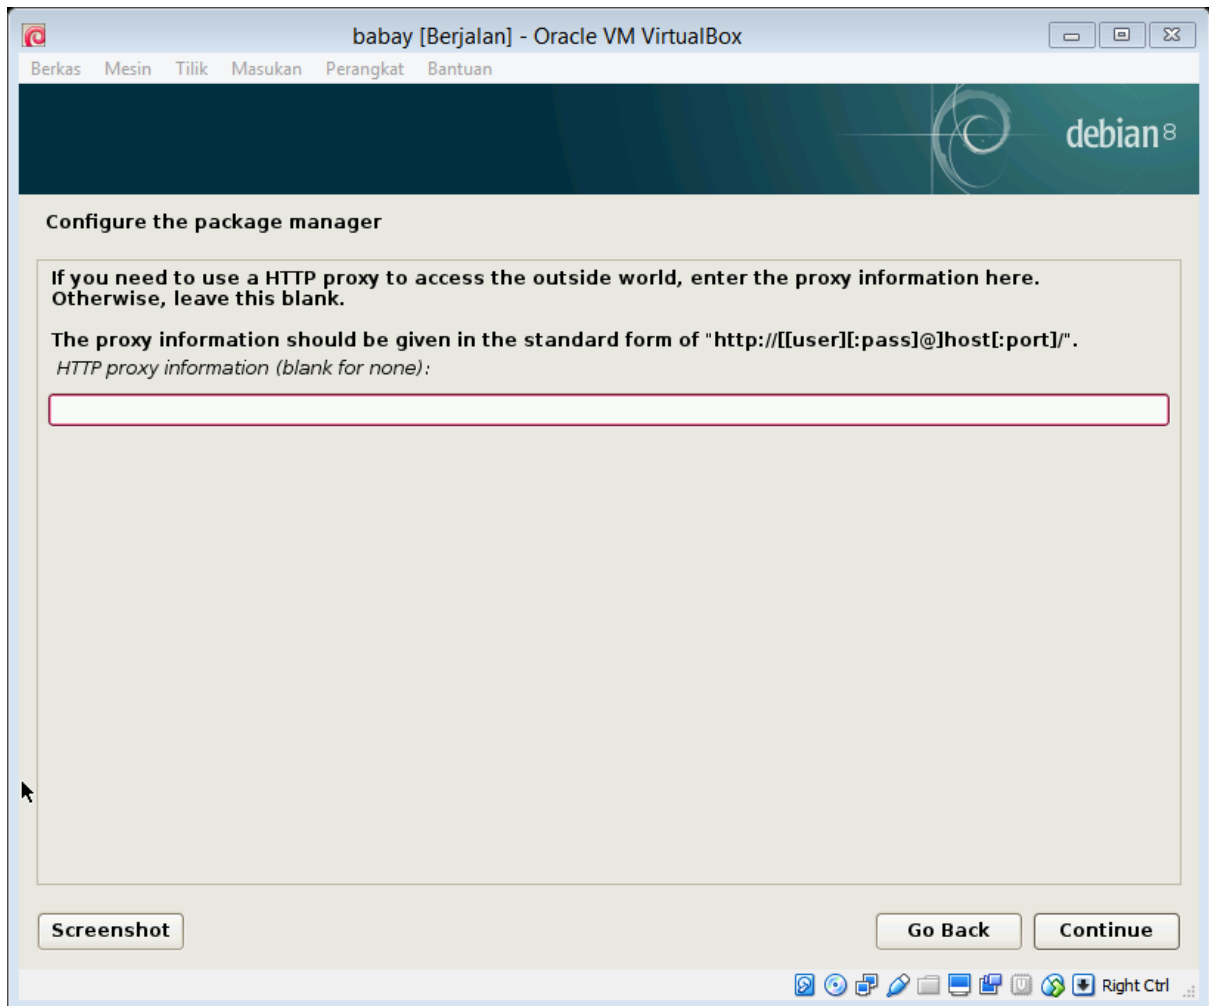 babay [Berjalan] - Oracle VM VirtualBox
Berkas Mesin Tilik Masukan Perangkat Bantuan
debian 8
Configure the package manager
If you need to use a HTTP proxy to access the outside world, enter the proxy information here.
Otherwise, leave this blank.
The proxy information should be given in the standard form of "http://[[user][:pass]@]host[:port]/".
HTTP proxy information (blank for none):
Screenshot Go Back Continue
Right Ctrl